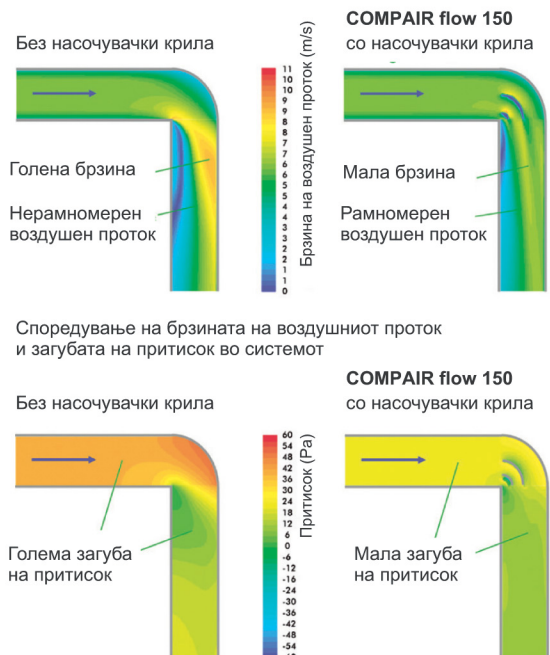 Без насочувачки крила
COMPAIR flow 150
со насочувачки крила
Голена брзина
Нерамномерен
воздушен проток
11
10
9
8
7
6
5
4
3
2
1
0
Брзина на воздушен проток (m/s)
Мала брзина
Рамномерен
воздушен проток
Споредување на брзината на воздушниот проток
и загубата на притисок во системот
Без насочувачки крила
COMPAIR flow 150
со насочувачки крила
Голема загуба
на притисок
60
54
48
42
36
30
24
18
12
6
0
-6
-12
-18
-24
-30
-36
-42
-48
-54
Притисок (Pa)
Мала загуба
на притисок